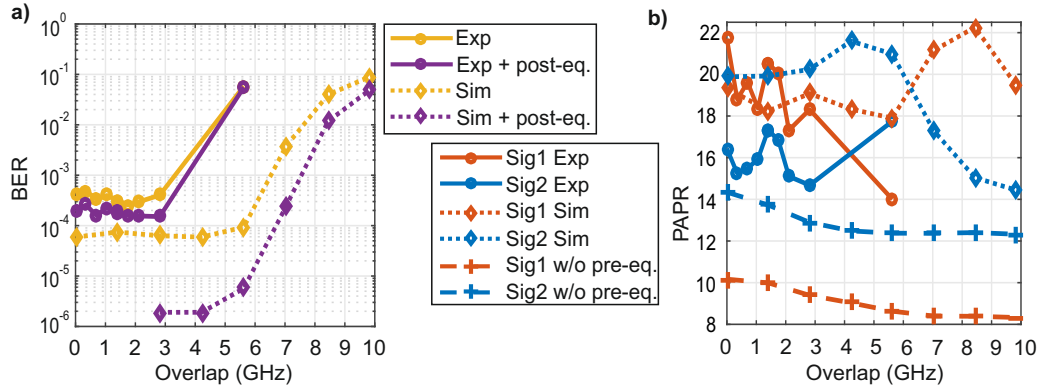 a)
10^0
10^-1
10^-2
10^-3
10^-4
10^-5
10^-6
BER
0 1 2 3 4 5 6 7 8 9 10
Overlap (GHz)
Exp
Exp + post-eq.
Sim
Sim + post-eq.
Sig1 Exp
Sig2 Exp
Sig1 Sim
Sig2 Sim
Sig1 w/o pre-eq.
Sig2 w/o pre-eq.
b)
22
20
18
16
14
12
10
8
PAPR
0 1 2 3 4 5 6 7 8 9 10
Overlap (GHz)